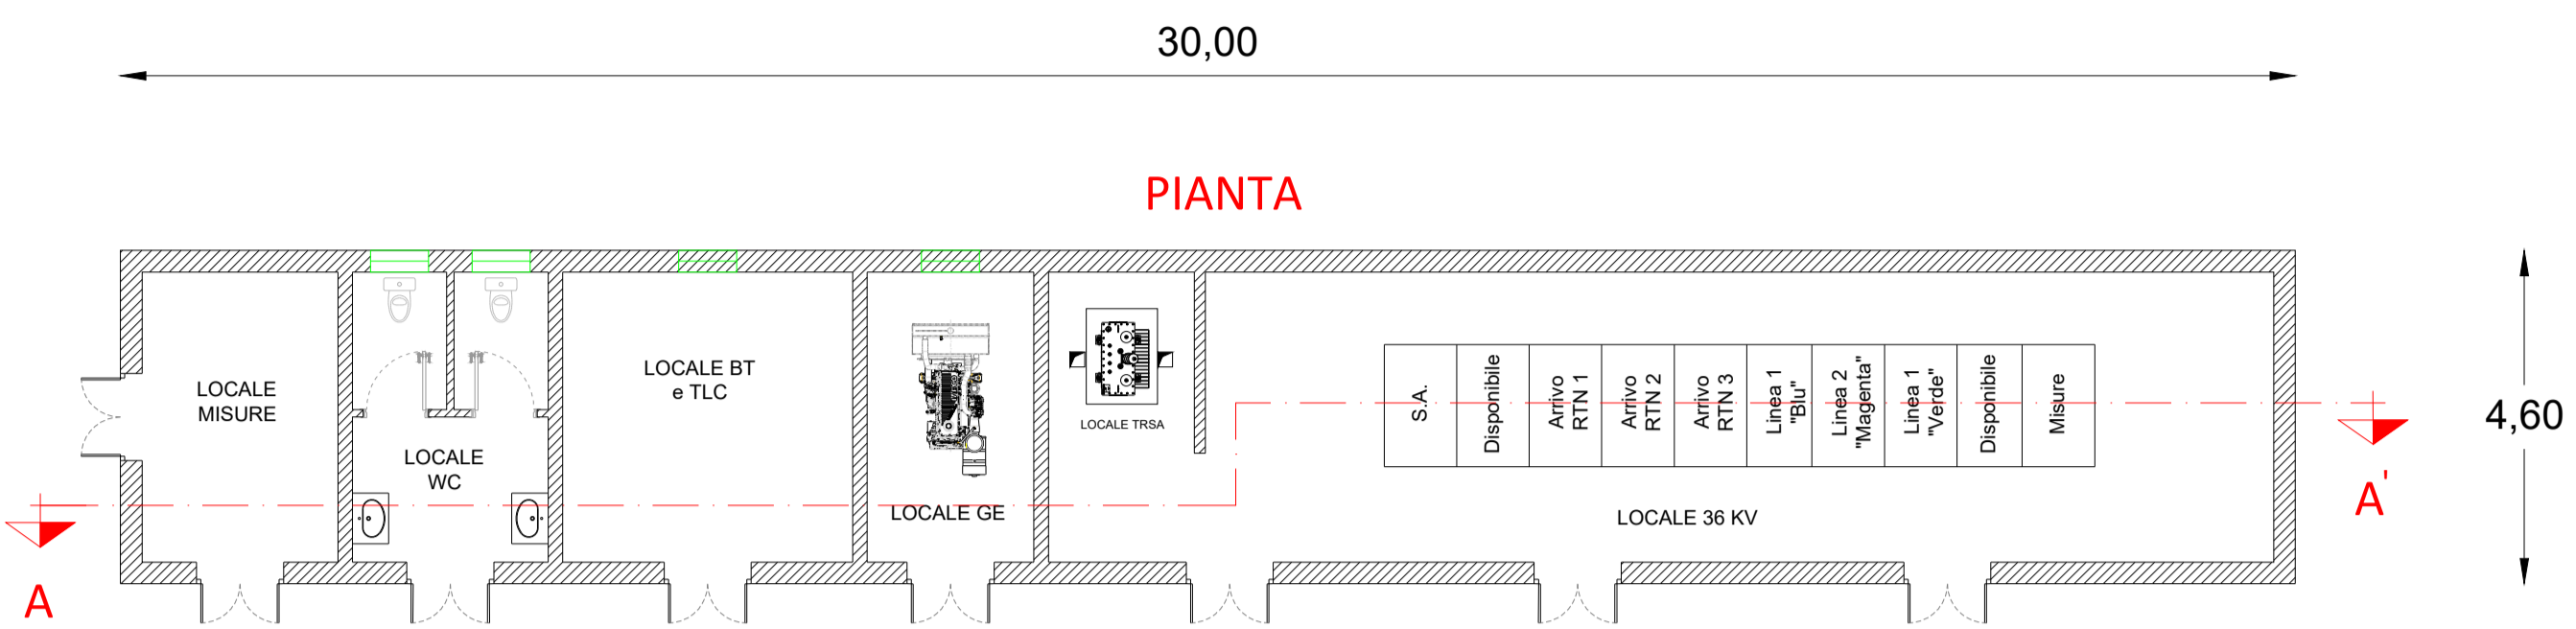 30,00
PIANTA
LOCALE
MISURE
LOCALE
WC
LOCALE BT
e TLC
LOCALE GE
LOCALE TRSA
S.A.
Disponibile
Arrivo
RTN 1
Arrivo
RTN 2
Arrivo
RTN 3
Linea 1
"Blu"
Linea 2
"Magenta"
Linea 1
"Verde"
Disponibile
Misure
LOCALE 36 KV
A
A'
4,60